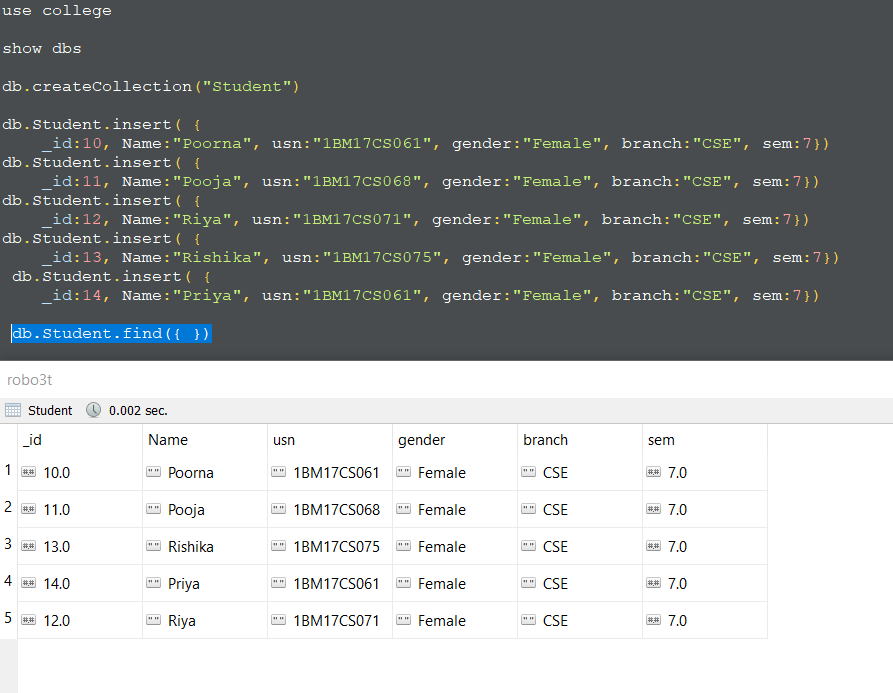 use college
show dbs
db.createCollection("Student")
db.Student.insert( {
_id:10, Name:"Poorna", usn:"1BM17CS061", gender:"Female", branch:"CSE", sem:7})
db.Student.insert( {
_id:11, Name:"Pooja", usn:"1BM17CS068", gender:"Female", branch:"CSE", sem:7})
db.Student.insert( {
_id:12, Name:"Riya", usn:"1BM17CS071", gender:"Female", branch:"CSE", sem:7})
db.Student.insert( {
_id:13, Name:"Rishika", usn:"1BM17CS075", gender:"Female", branch:"CSE", sem:7})
db.Student.insert( {
_id:14, Name:"Priya", usn:"1BM17CS061", gender:"Female", branch:"CSE", sem:7})
db.Student.find({ })
robo3t
Student 0.002 sec.
_id Name usn gender branch sem
1 ## 10.0 "" Poorna "" 1BM17CS061 "" Female "" CSE ## 7.0
2 ## 11.0 "" Pooja "" 1BM17CS068 "" Female "" CSE ## 7.0
3 ## 13.0 "" Rishika "" 1BM17CS075 "" Female "" CSE ## 7.0
4 ## 14.0 "" Priya "" 1BM17CS061 "" Female "" CSE ## 7.0
5 ## 12.0 "" Riya "" 1BM17CS071 "" Female "" CSE ## 7.0